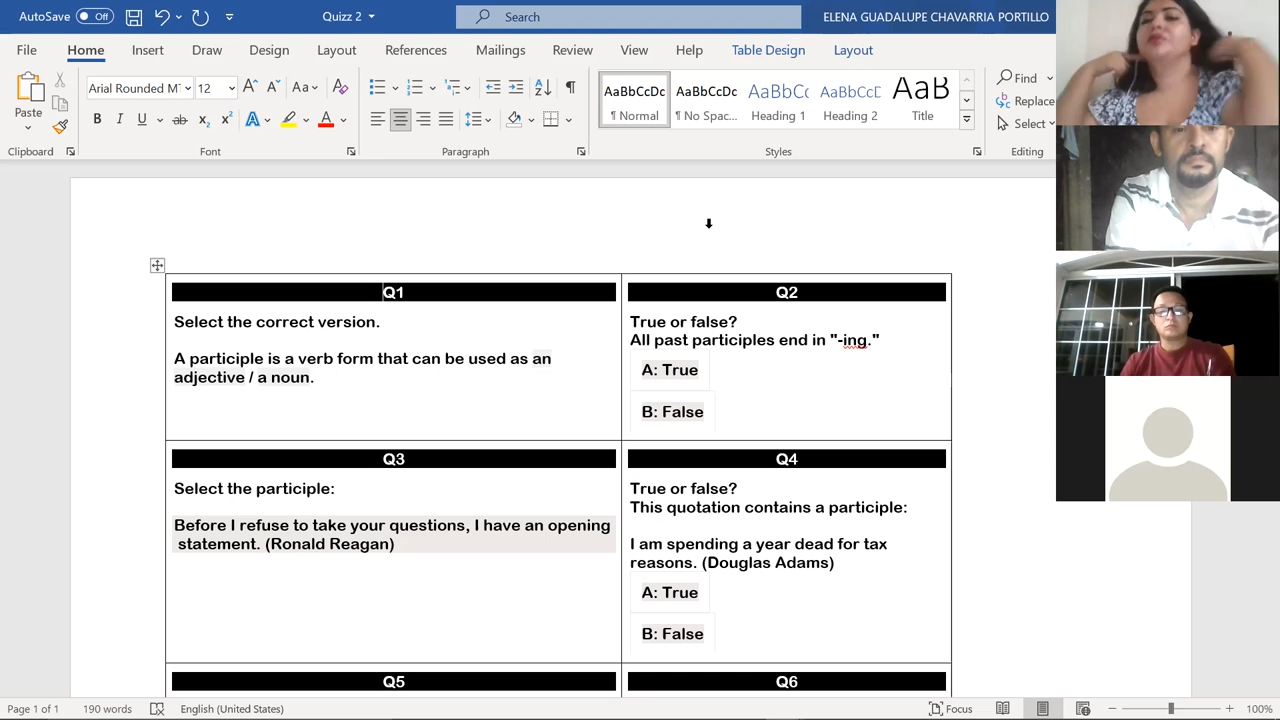 AutoSave Off Quizz 2 Search ELENA GUADALUPE CHAVARRIA PORTILLO
File Home Insert Draw Design Layout References Mailings Review View Help Table Design Layout
Paste
Clipboard
Arial Rounded M 12
Font
Paragraph
AaBbCcDc AaBbCcDc AaBbCc AaBbCcD AaB
¶ Normal ¶ No Spac... Heading 1 Heading 2 Title
Styles
Find
Replace
Select
Editing
Q1
Select the correct version.
A participle is a verb form that can be used as an
adjective / a noun.
Q2
True or false?
All past participles end in "-ing."
A: True
B: False
Q3
Select the participle:
Before I refuse to take your questions, I have an opening
statement. (Ronald Reagan)
Q4
True or false?
This quotation contains a participle:
I am spending a year dead for tax
reasons. (Douglas Adams)
A: True
B: False
Q5
Q6
Page 1 of 1 190 words English (United States) Focus 100%